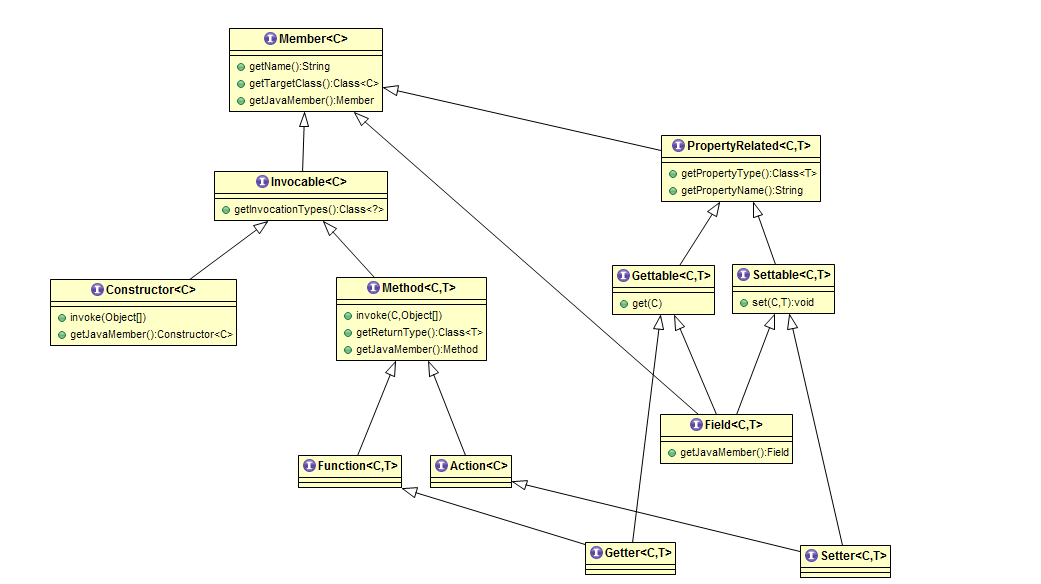 Member<C>
getName():String
getTargetClass():Class<C>
getJavaMember():Member
PropertyRelated<C,T>
getPropertyType():Class<T>
getPropertyName():String
Invocable<C>
getInvocationTypes():Class<?>
Constructor<C>
invoke(Object[])
getJavaMember():Constructor<C>
Method<C,T>
invoke(C,Object[])
getReturnType():Class<T>
getJavaMember():Method
Gettable<C,T>
get(C)
Settable<C,T>
set(C,T):void
Field<C,T>
getJavaMember():Field
Function<C,T>
Action<C>
Getter<C,T>
Setter<C,T>